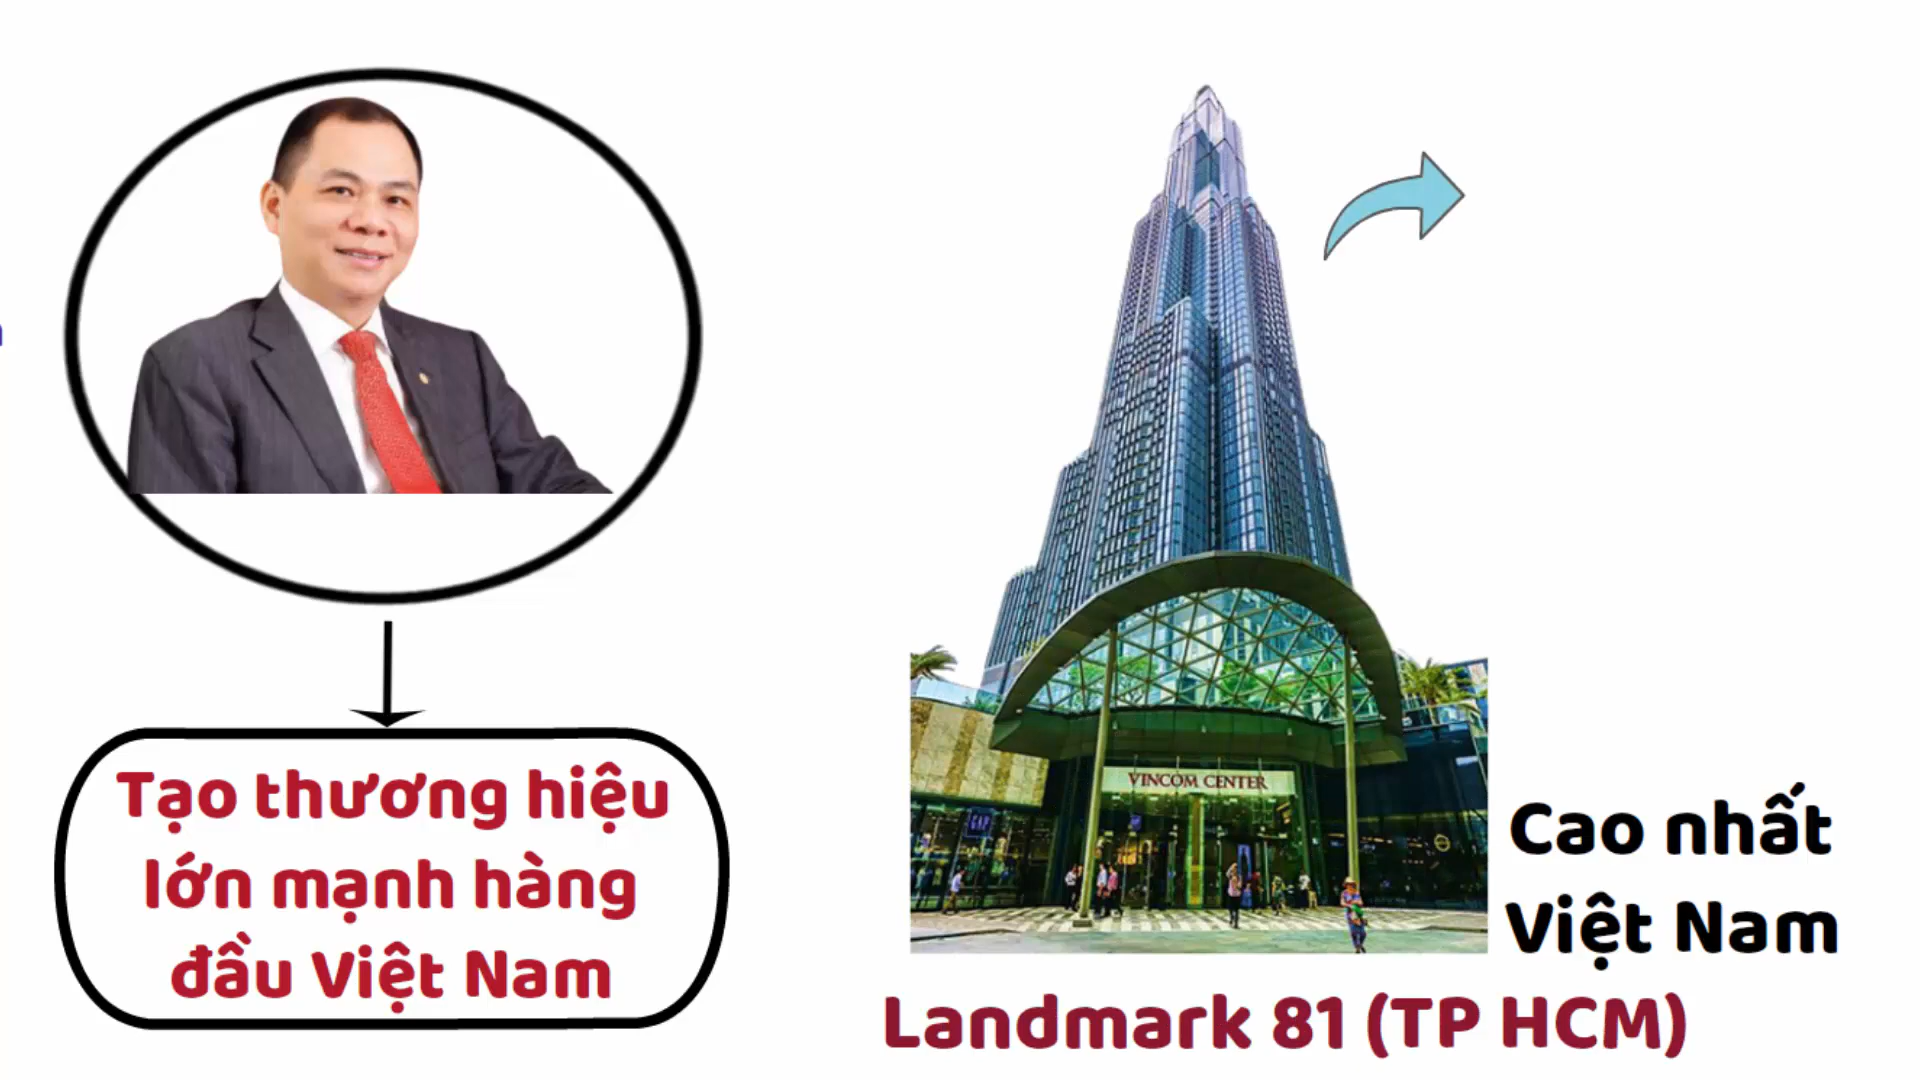 Tạo thương hiệu
lớn mạnh hàng
đầu Việt Nam
VINCOM CENTER
GAP
Cao nhất
Việt Nam
Landmark 81 (TP HCM)